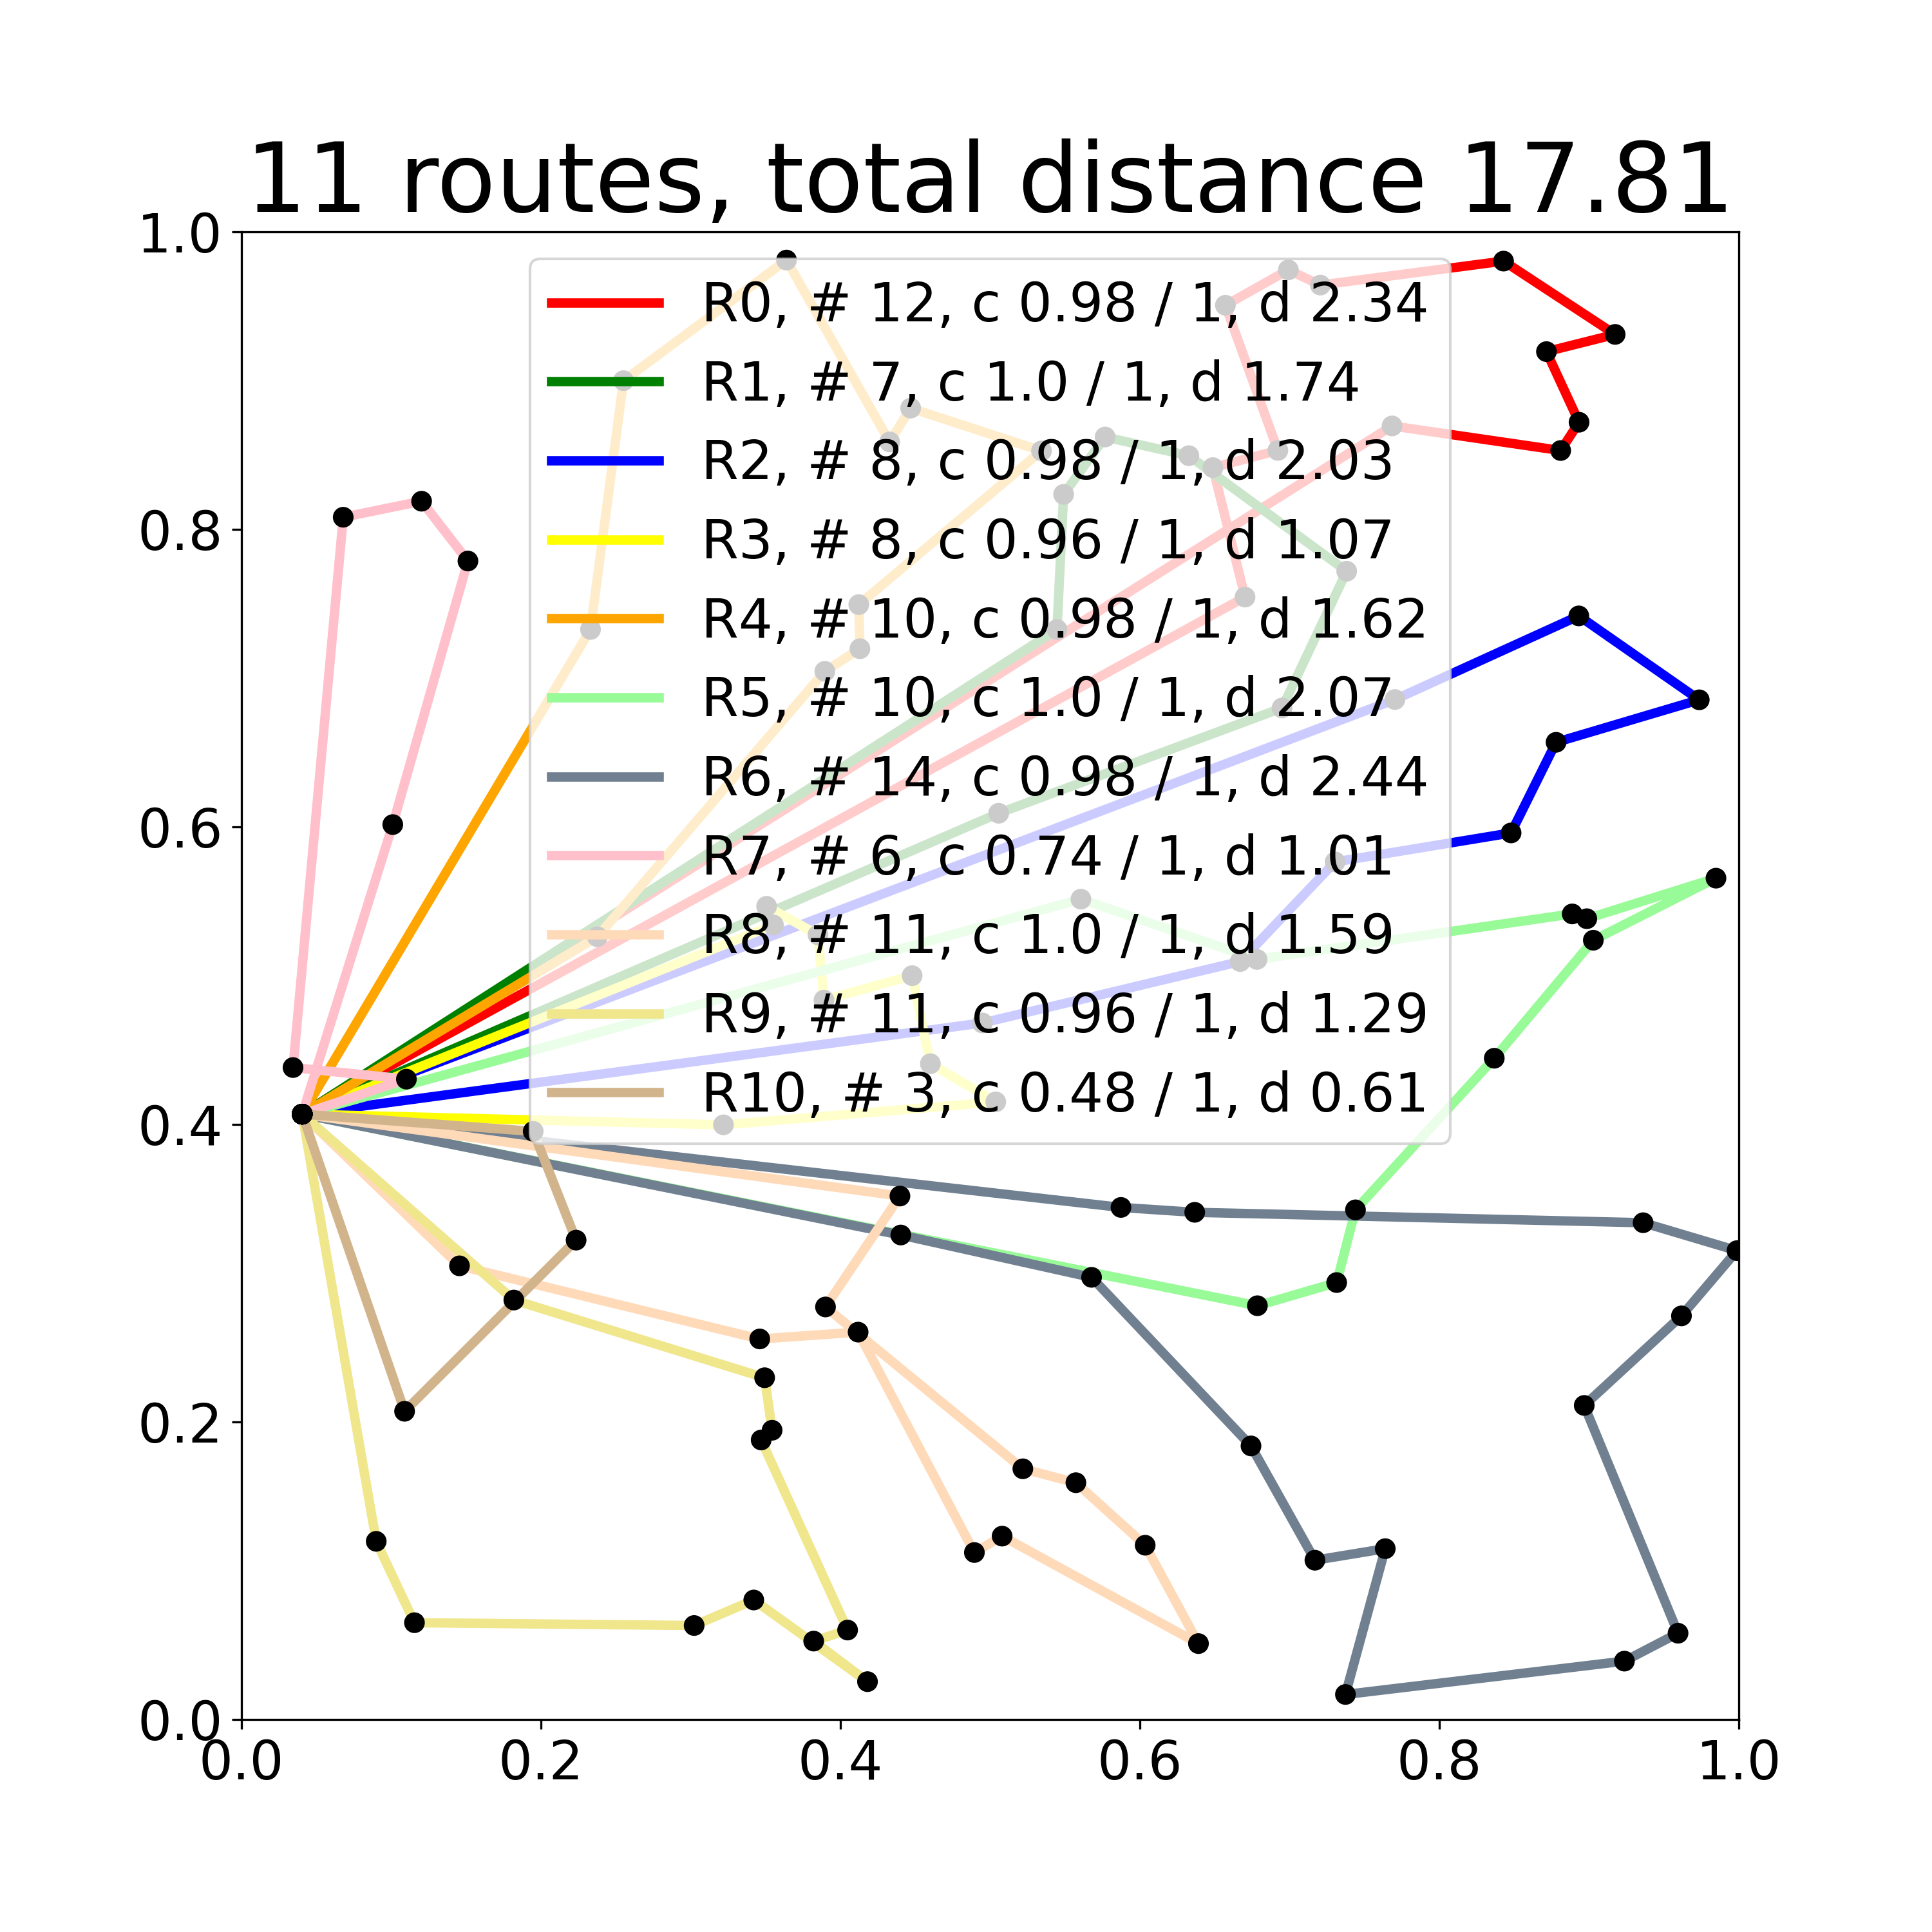 11 routes, total distance 17.81
1.0
0.8
0.6
0.4
0.2
0.0
R0, # 12, c 0.98 / 1, d 2.34
R1, # 7, c 1.0 / 1, d 1.74
R2, # 8, c 0.98 / 1, d 2.03
R3, # 8, c 0.96 / 1, d 1.07
R4, # 10, c 0.98 / 1, d 1.62
R5, # 10, c 1.0 / 1, d 2.07
R6, # 14, c 0.98 / 1, d 2.44
R7, # 6, c 0.74 / 1, d 1.01
R8, # 11, c 1.0 / 1, d 1.59
R9, # 11, c 0.96 / 1, d 1.29
R10, # 3, c 0.48 / 1, d 0.61
0.0 0.2 0.4 0.6 0.8 1.0